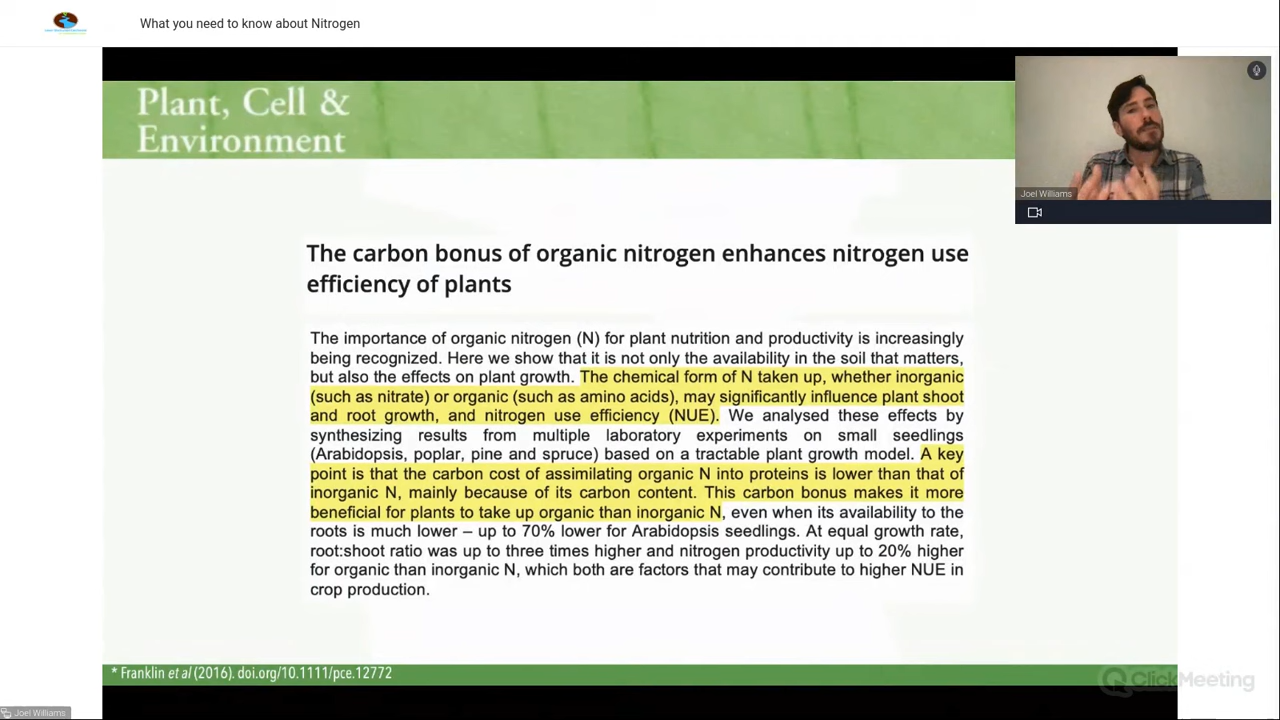 What you need to know about Nitrogen
Plant, Cell &
Environment
Joel Williams
The carbon bonus of organic nitrogen enhances nitrogen use
efficiency of plants
The importance of organic nitrogen (N) for plant nutrition and productivity is increasingly
being recognized. Here we show that it is not only the availability in the soil that matters,
but also the effects on plant growth. The chemical form of N taken up, whether inorganic
(such as nitrate) or organic (such as amino acids), may significantly influence plant shoot
and root growth, and nitrogen use efficiency (NUE). We analysed these effects by
synthesizing results from multiple laboratory experiments on small seedlings
(Arabidopsis, poplar, pine and spruce) based on a tractable plant growth model. A key
point is that the carbon cost of assimilating organic N into proteins is lower than that of
inorganic N, mainly because of its carbon content. This carbon bonus makes it more
beneficial for plants to take up organic than inorganic N, even when its availability to the
roots is much lower – up to 70% lower for Arabidopsis seedlings. At equal growth rate,
root:shoot ratio was up to three times higher and nitrogen productivity up to 20% higher
for organic than inorganic N, which both are factors that may contribute to higher NUE in
crop production.
* Franklin et al (2016). doi.org/10.1111/pce.12772
ClickMeeting
Joel Williams